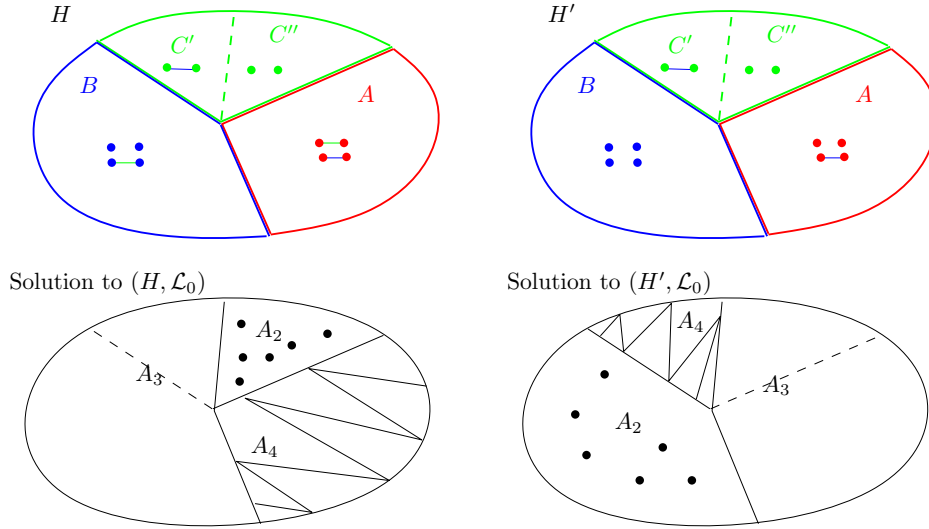 H
H′
C′ C″
C′ C″
B A
B A
Solution to (H, ℒ₀)
Solution to (H′, ℒ₀)
A₂
A₄
A₃
A₃
A₂
A₄